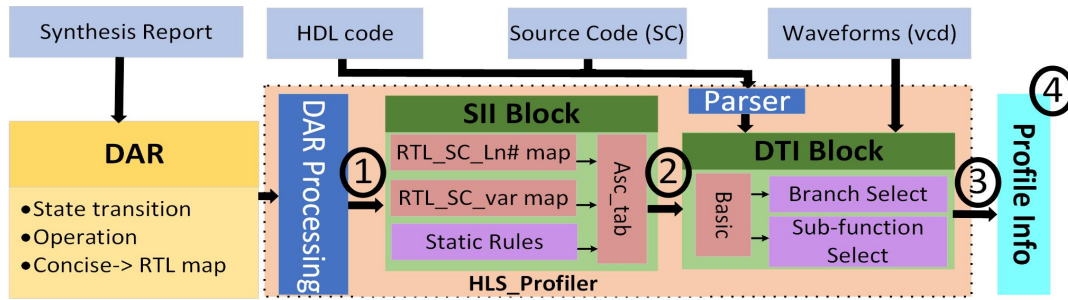 Synthesis Report
HDL code
Source Code (SC)
Waveforms (vcd)
DAR
•State transition
•Operation
•Concise-> RTL map
DAR Processing
1
SII Block
RTL_SC_Ln# map
RTL_SC_var map
Static Rules
Asc_tab
2
Parser
DTI Block
Basic
Branch Select
Sub-function
Select
3
4
Profile Info
HLS_Profiler